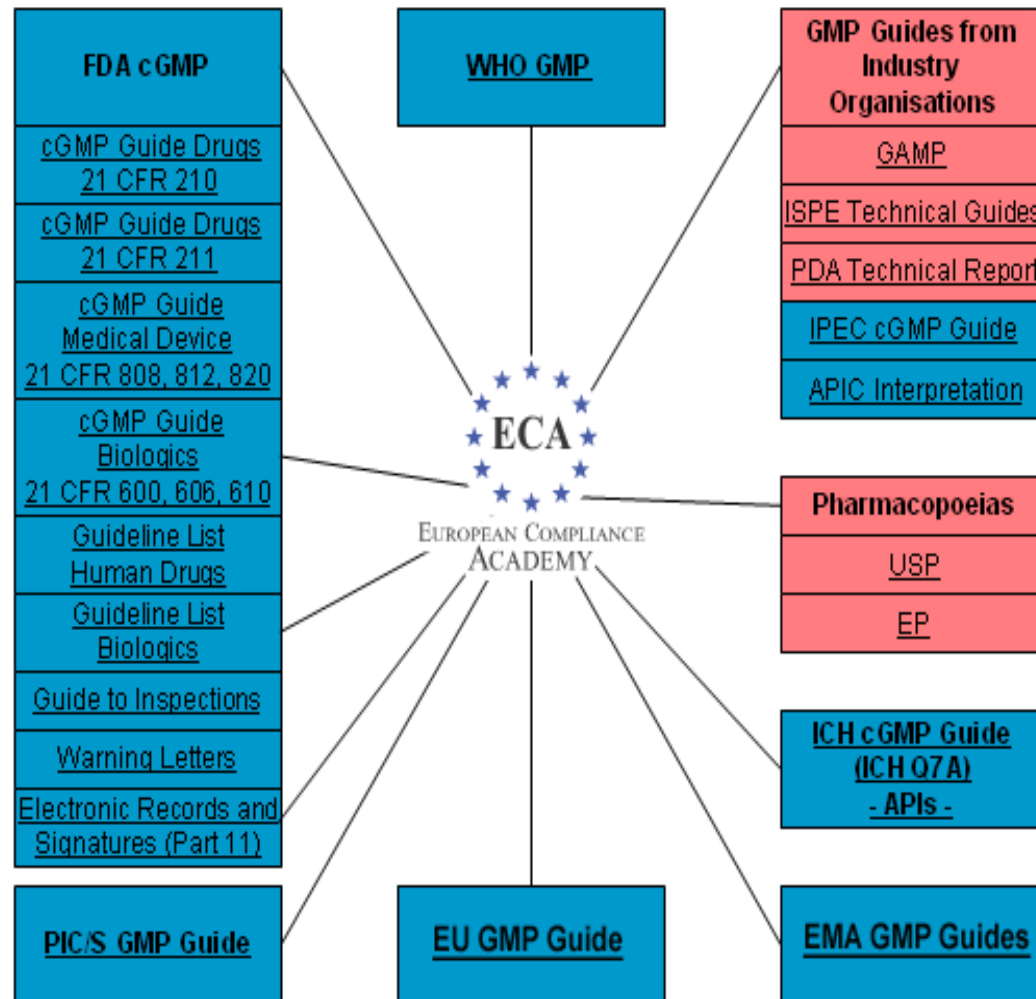 FDA cGMP
cGMP Guide Drugs
21 CFR 210
cGMP Guide Drugs
21 CFR 211
cGMP Guide
Medical Device
21 CFR 808, 812, 820
cGMP Guide
Biologics
21 CFR 600, 606, 610
Guideline List
Human Drugs
Guideline List
Biologics
Guide to Inspections
Warning Letters
Electronic Records and
Signatures (Part 11)
PIC/S GMP Guide
WHO GMP
ECA
EUROPEAN COMPLIANCE
ACADEMY
EU GMP Guide
GMP Guides from
Industry
Organisations
GAMP
ISPE Technical Guides
PDA Technical Report
IPEC cGMP Guide
APIC Interpretation
Pharmacopoeias
USP
EP
ICH cGMP Guide
(ICH Q7A)
- APIs -
EMA GMP Guides